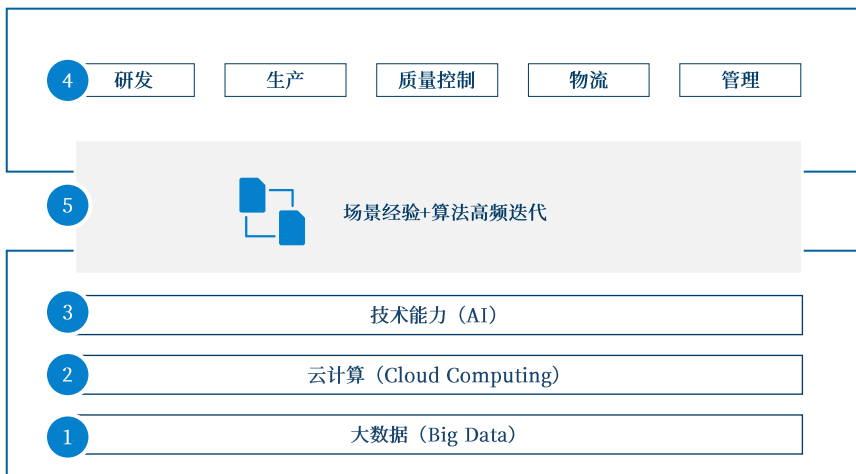 4 研发 生产 质量控制 物流 管理
5 场景经验+算法高频迭代
3 技术能力（AI）
2 云计算（Cloud Computing）
1 大数据（Big Data）